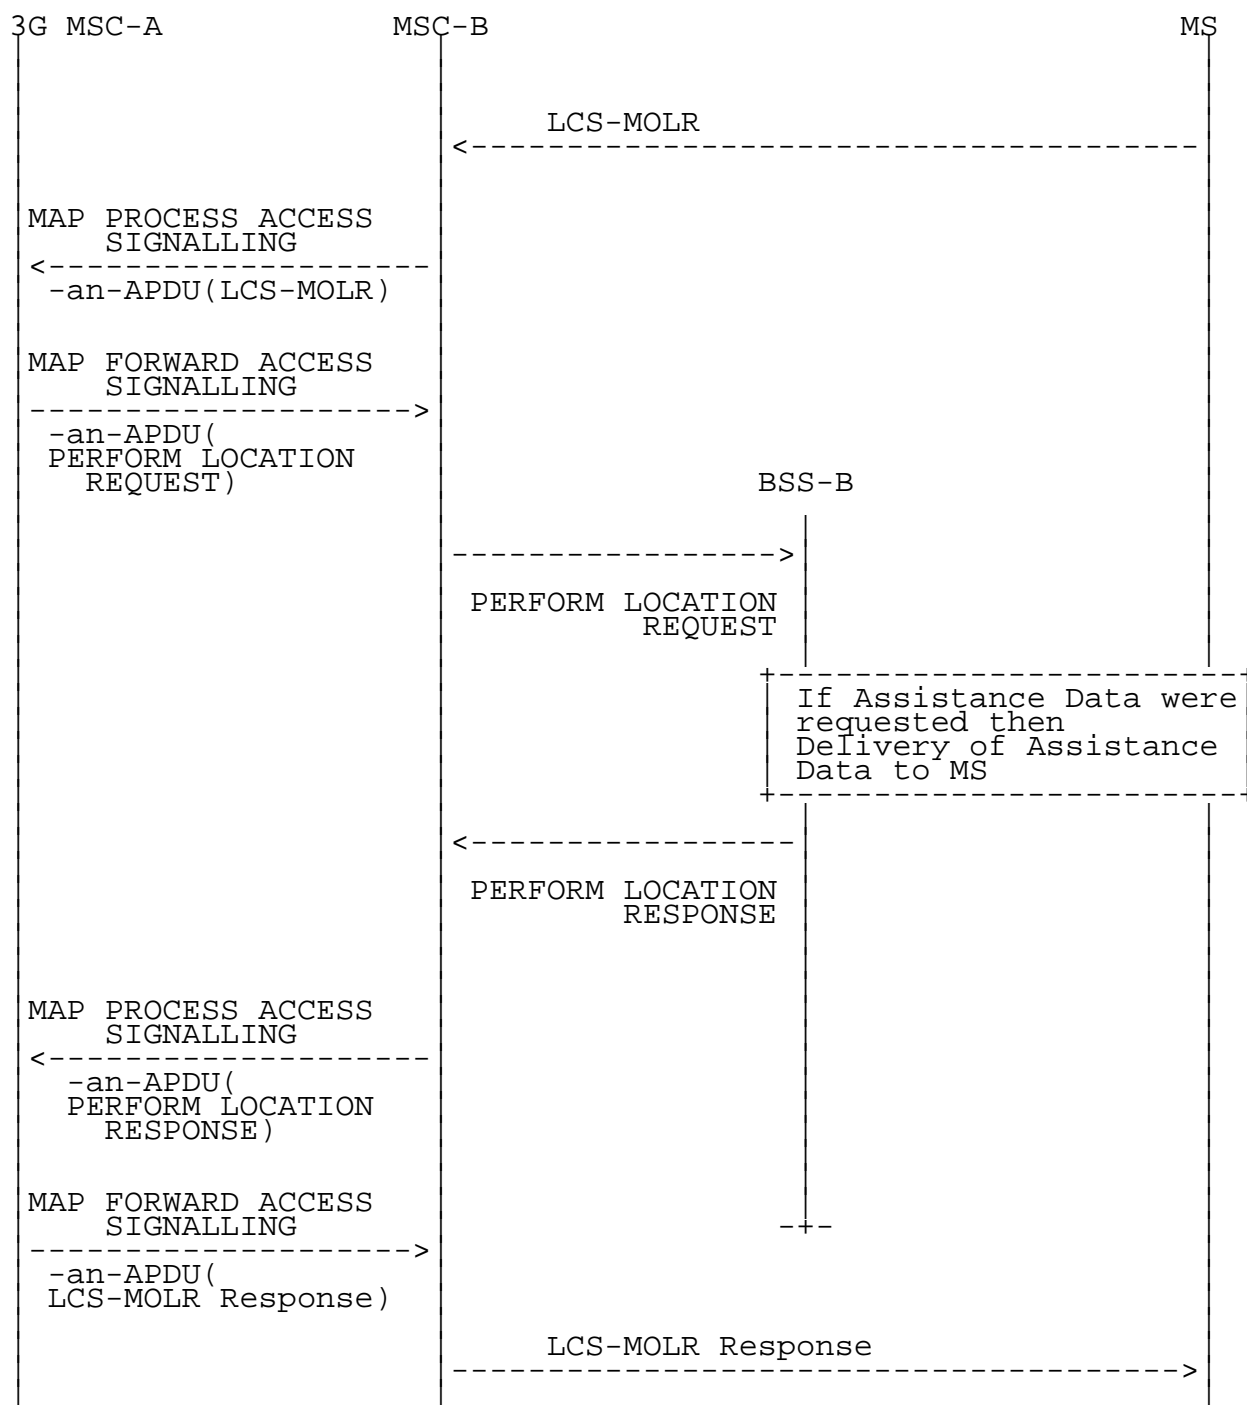 3G MSC-A MSC-B MS
LCS-MOLR
MAP PROCESS ACCESS
SIGNALLING
-an-APDU(LCS-MOLR)
MAP FORWARD ACCESS
SIGNALLING
-an-APDU(
PERFORM LOCATION
REQUEST)
BSS-B
PERFORM LOCATION
REQUEST
If Assistance Data were
requested then
Delivery of Assistance
Data to MS
PERFORM LOCATION
RESPONSE
MAP PROCESS ACCESS
SIGNALLING
-an-APDU(
PERFORM LOCATION
RESPONSE)
MAP FORWARD ACCESS
SIGNALLING
-an-APDU(
LCS-MOLR Response)
LCS-MOLR Response